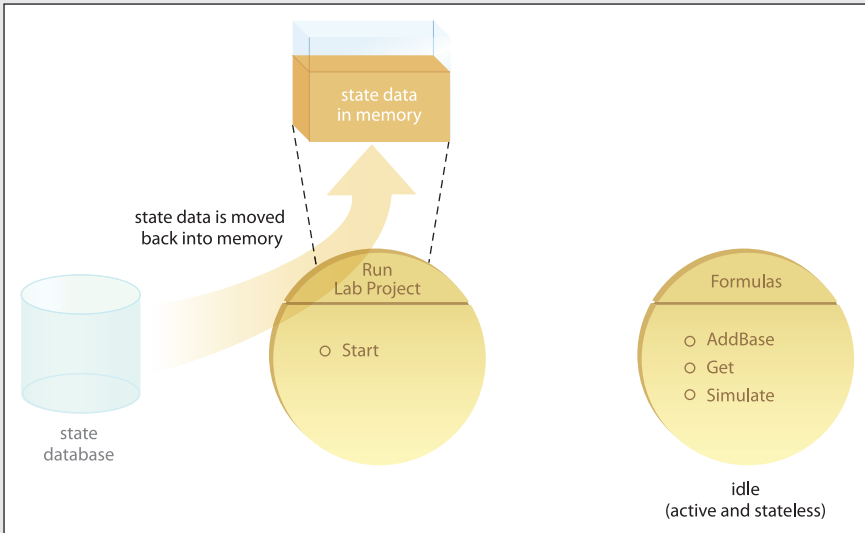 state data
in memory
state data is moved
back into memory
Run
Lab Project
Start
Formulas
AddBase
Get
Simulate
state
database
idle
(active and stateless)